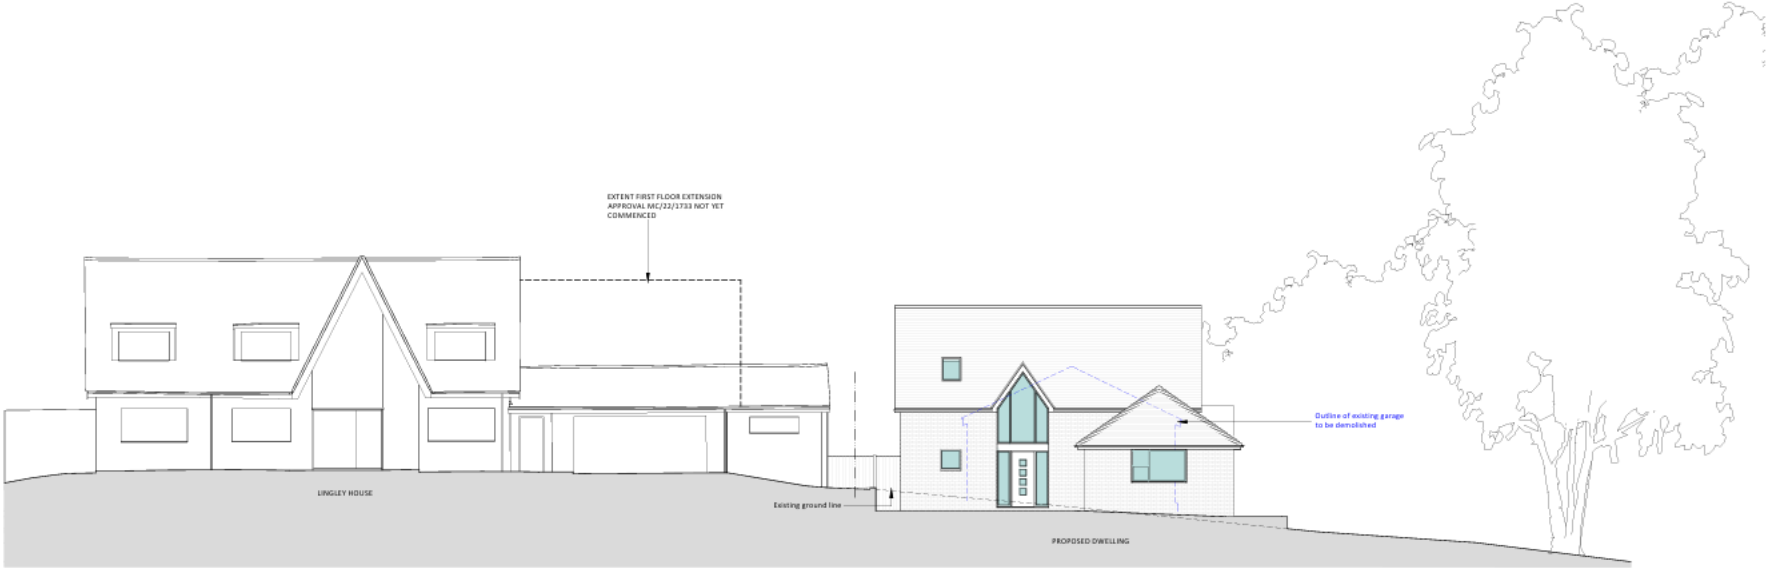 EXTENT FIRST FLOOR EXTENSION
APPROVAL MC/22/1733 NOT YET
COMMENCED
Outline of existing garage
to be demolished
LINGLEY HOUSE
Existing ground line
PROPOSED DWELLING